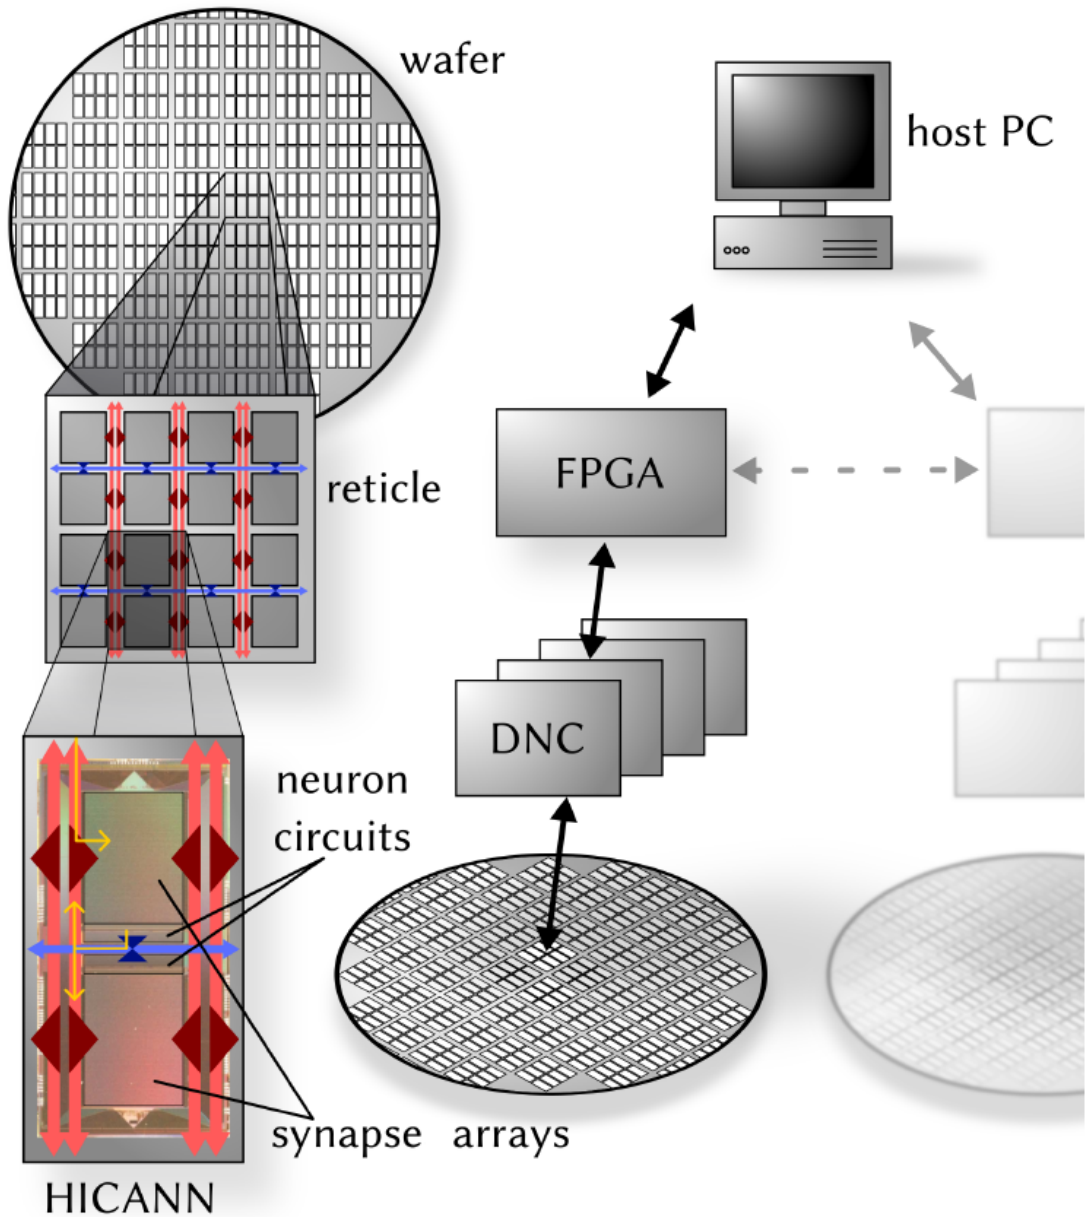 wafer
host PC
FPGA
reticle
DNC
neuron
circuits
synapse arrays
HICANN